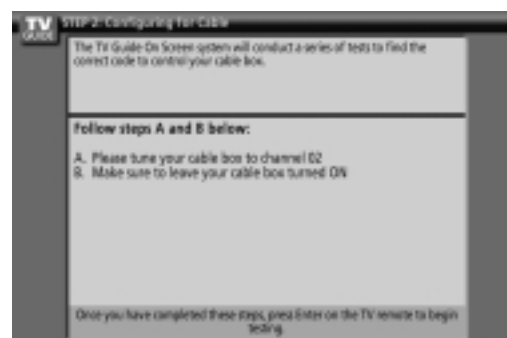 TV
GUIDE
STEP 2: Configuring for Cable
The TV Guide On Screen system will conduct a series of tests to find the
correct code to control your cable box.
Follow steps A and B below:
A. Please tune your cable box to channel 02
B. Make sure to leave your cable box turned ON
Once you have completed these steps, press Enter on the TV remote to begin
testing.